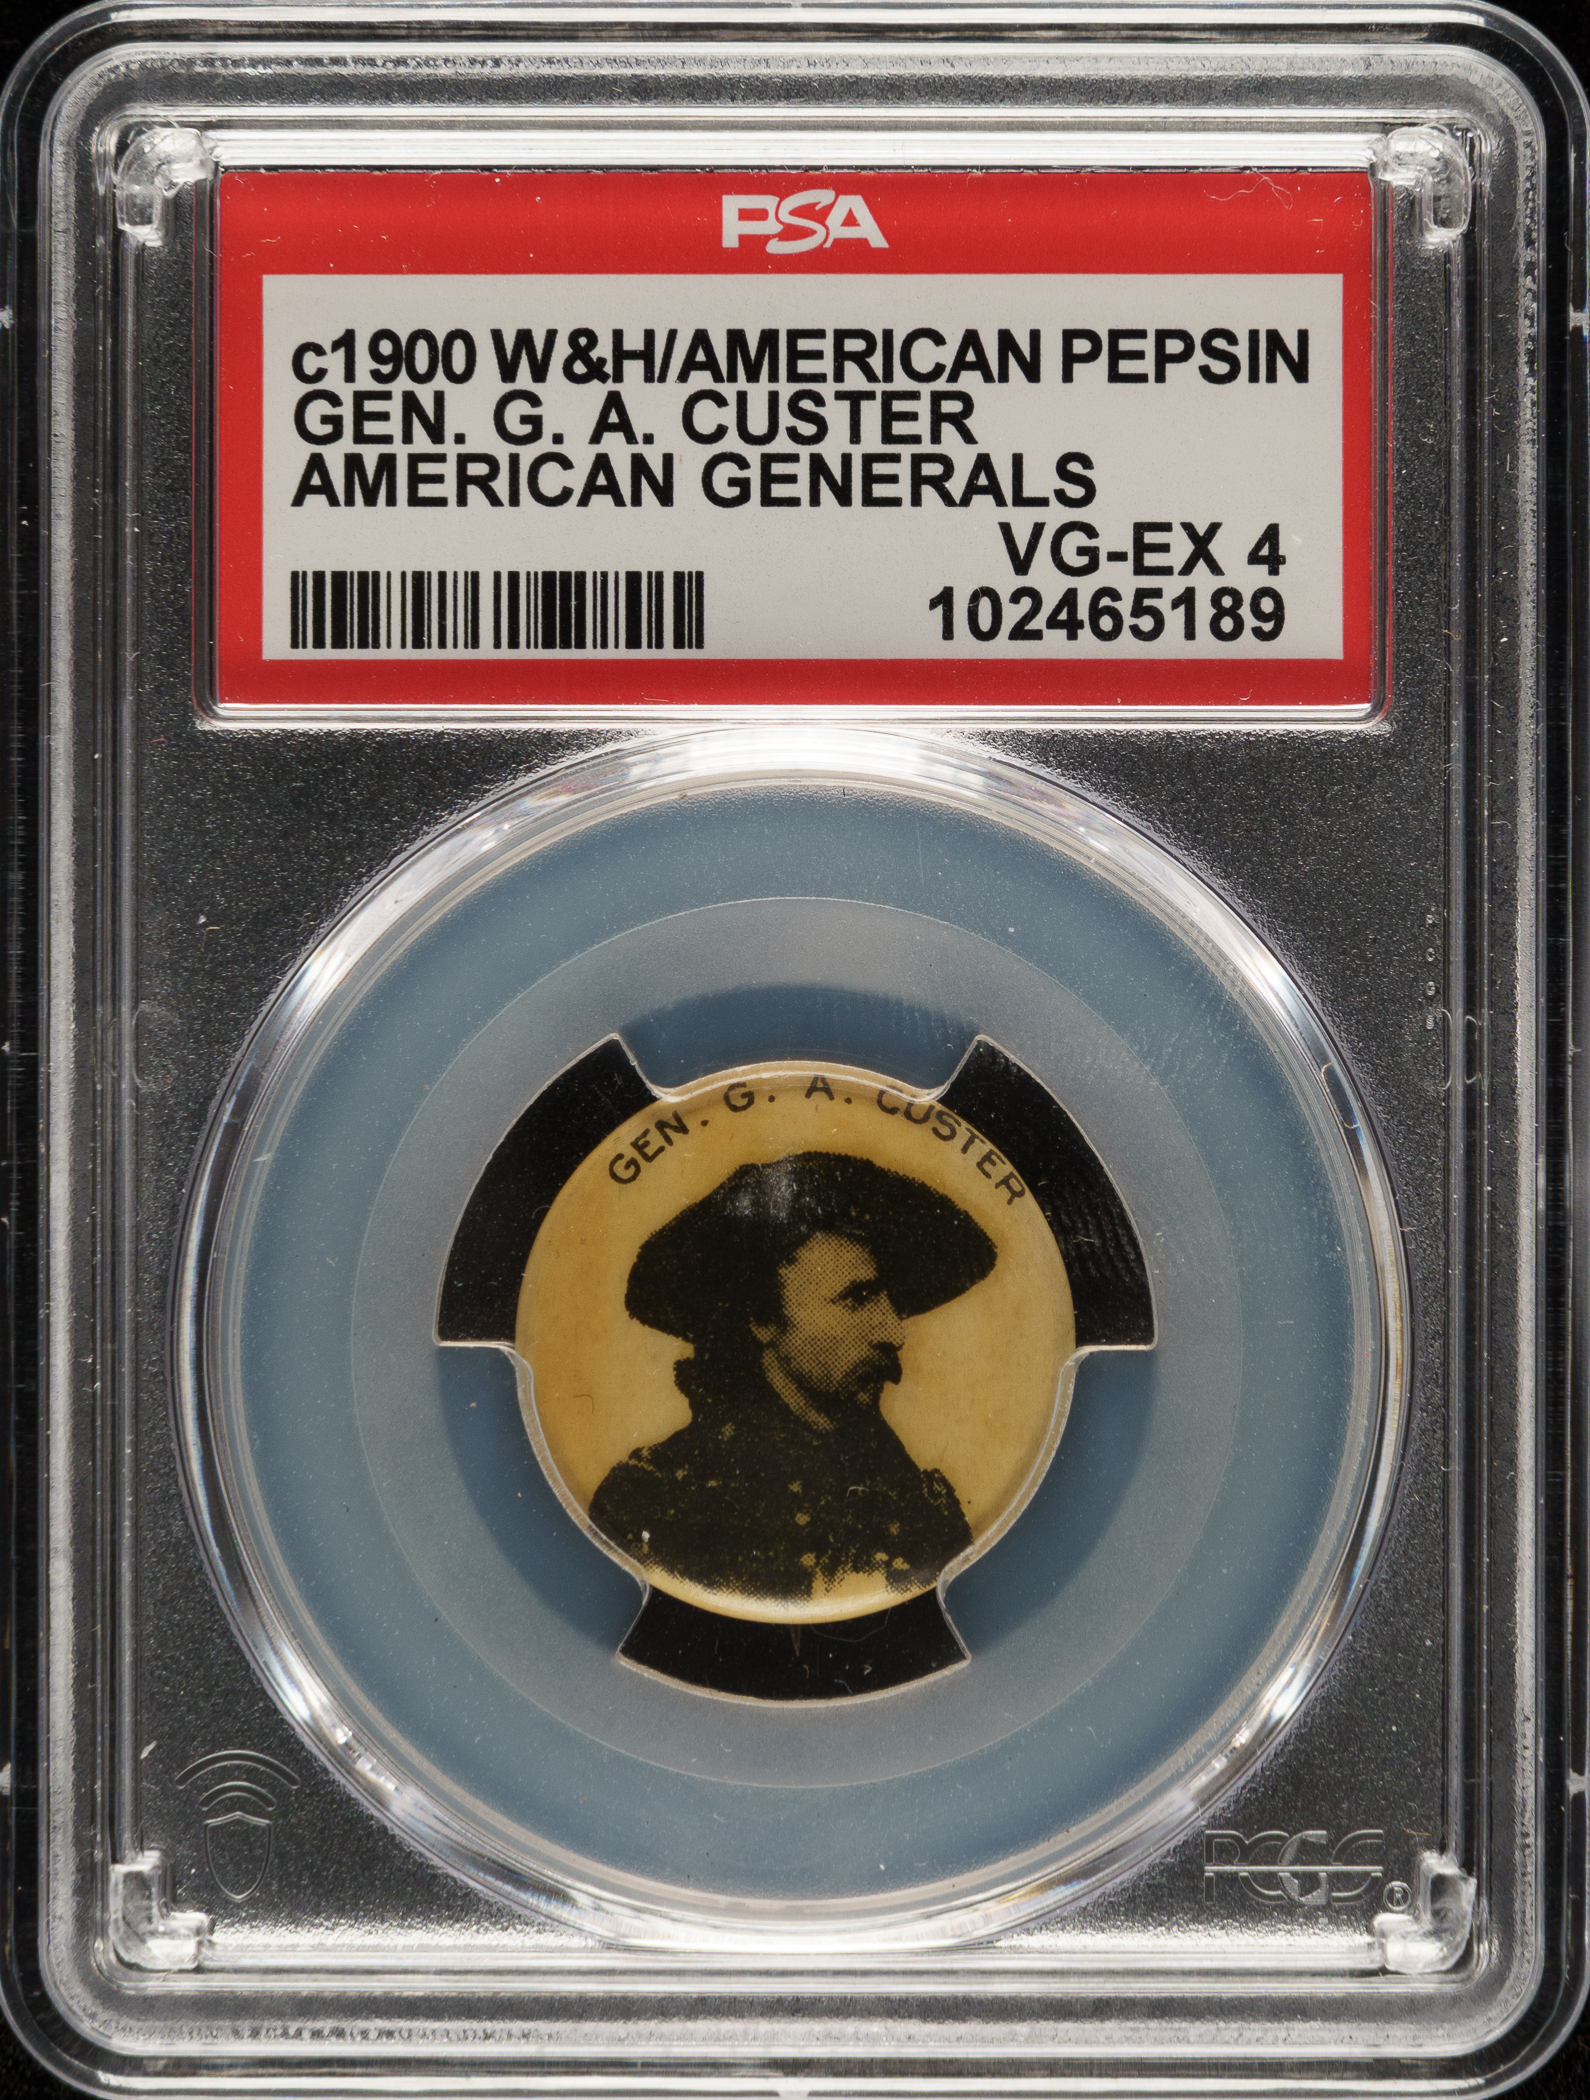 PSA
c1900 W&H/AMERICAN PEPSIN
GEN. G. A. CUSTER
AMERICAN GENERALS
VG-EX 4
102465189
GEN. G. A. CUSTER
PCGS®